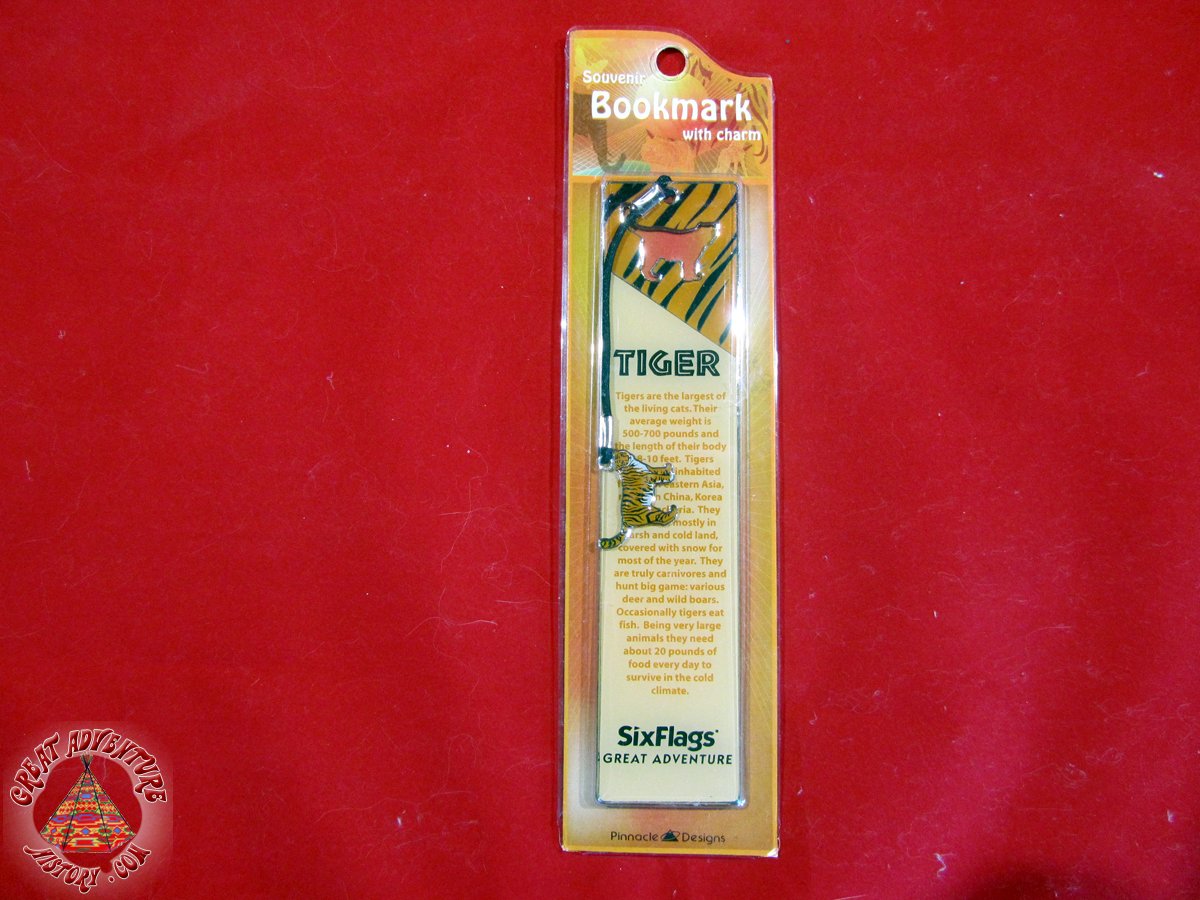 Souvenir
Bookmark
with charm
TIGER
Tigers are the largest of
the living cats. Their
average weight is
500-700 pounds and
the length of their body
8-10 feet. Tigers
inhabited
eastern Asia,
China, Korea
They
mostly in
and cold land,
covered with snow for
most of the year. They
are truly carnivores and
hunt big game: various
deer and wild boars.
Occasionally tigers eat
fish. Being very large
animals they need
about 20 pounds of
food every day to
survive in the cold
climate.
SixFlags
GREAT ADVENTURE
Pinnacle Designs
GREAT ADVENTURE
HISTORY.COM